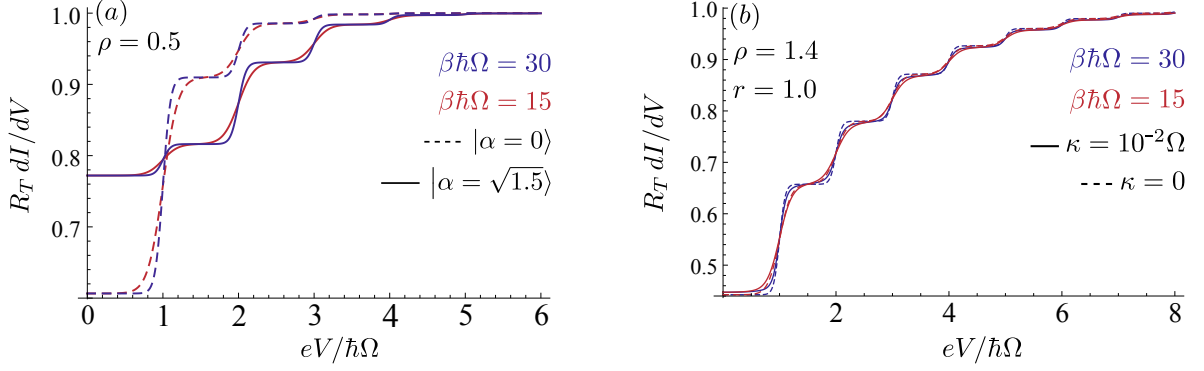 (a)
ρ = 0.5
βℏΩ = 30
βℏΩ = 15
|α = 0⟩
|α = √1.5⟩
1.0
0.9
0.8
0.7
R_T dI/dV
0 1 2 3 4 5 6
eV/ℏΩ
(b)
ρ = 1.4
r = 1.0
βℏΩ = 30
βℏΩ = 15
κ = 10⁻²Ω
κ = 0
1.0
0.9
0.8
0.7
0.6
0.5
R_T dI/dV
0 2 4 6 8
eV/ℏΩ